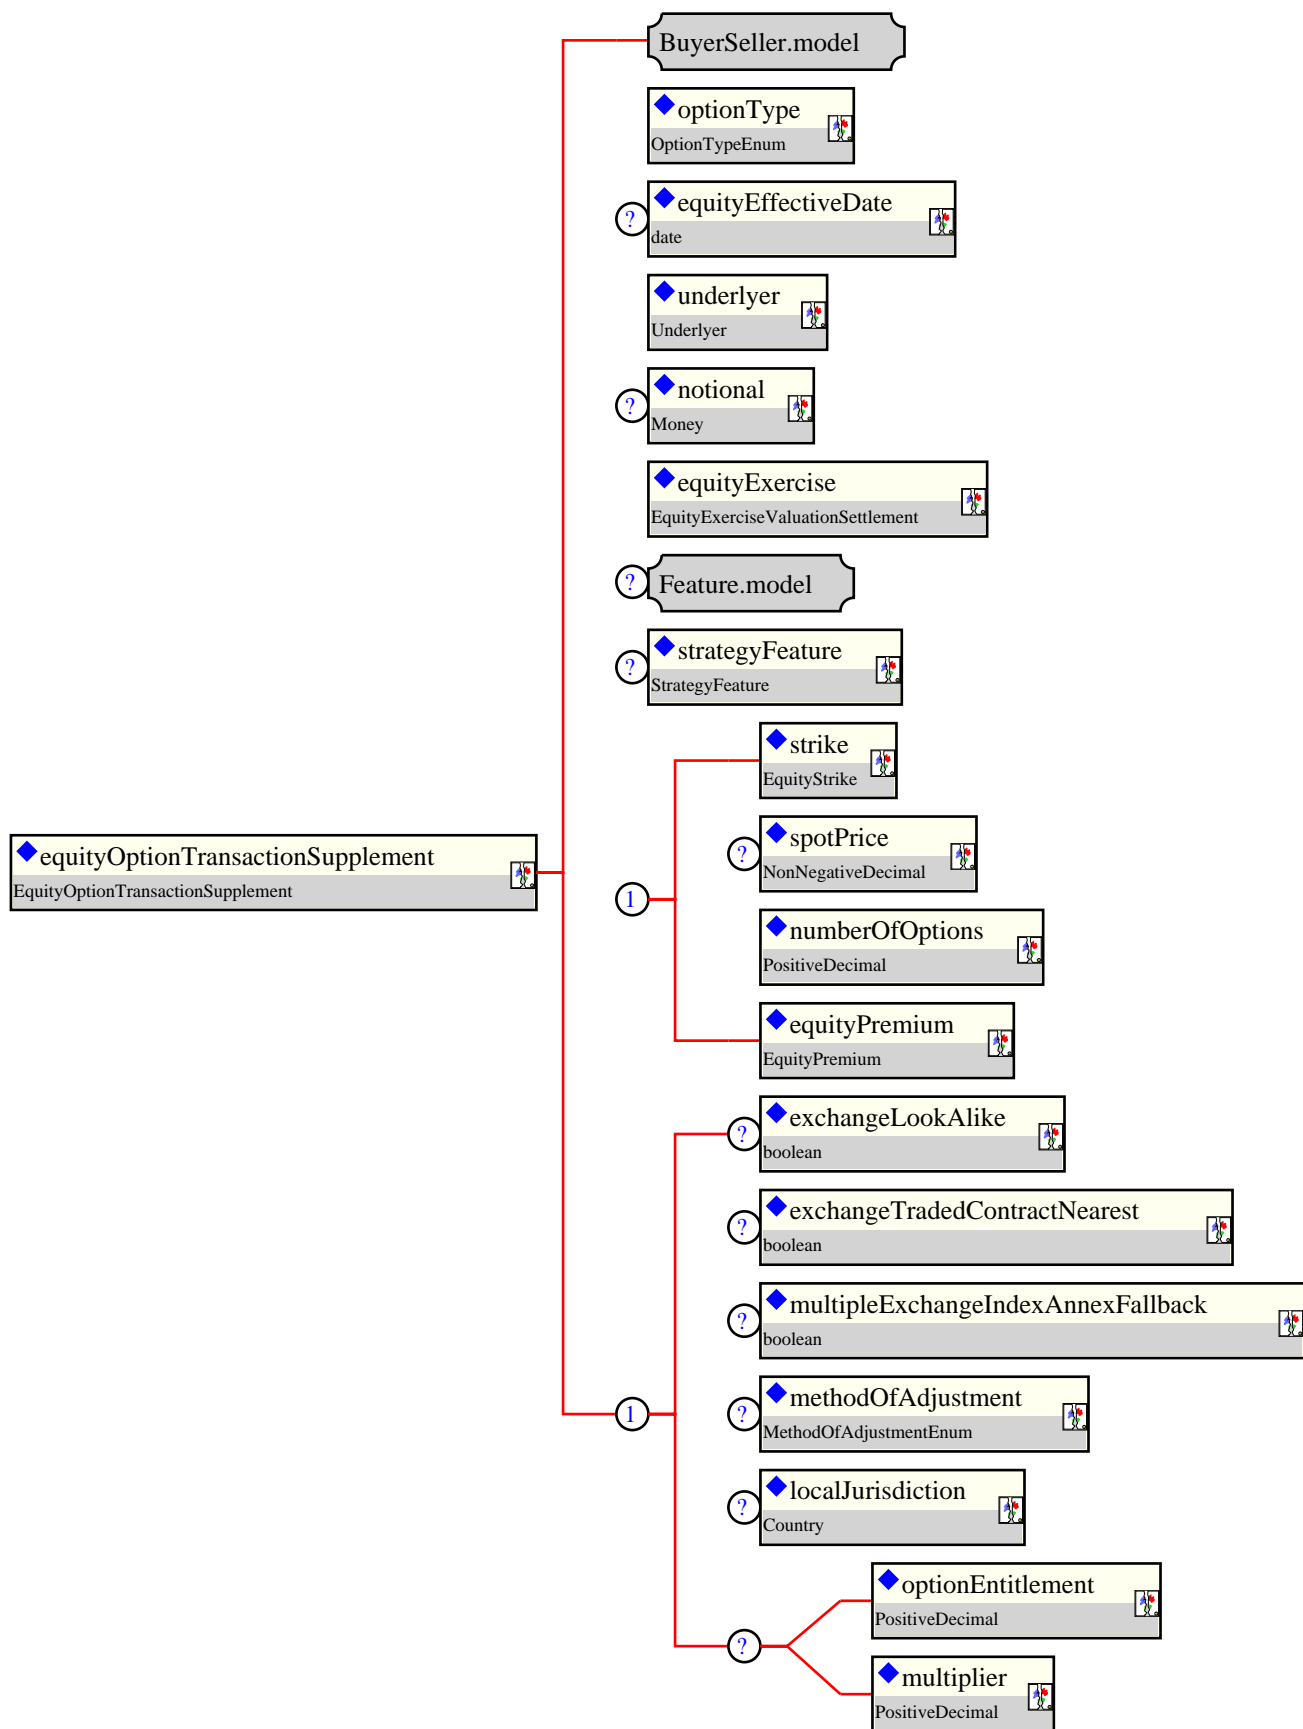 BuyerSeller.model
optionType
OptionTypeEnum
?
equityEffectiveDate
date
underlyer
Underlyer
?
notional
Money
equityExercise
EquityExerciseValuationSettlement
?
Feature.model
?
strategyFeature
StrategyFeature
strike
EquityStrike
equityOptionTransactionSupplement
EquityOptionTransactionSupplement
?
spotPrice
NonNegativeDecimal
1
numberOfOptions
PositiveDecimal
equityPremium
EquityPremium
?
exchangeLookAlike
boolean
?
exchangeTradedContractNearest
boolean
?
multipleExchangeIndexAnnexFallback
boolean
1
?
methodOfAdjustment
MethodOfAdjustmentEnum
?
localJurisdiction
Country
?
optionEntitlement
PositiveDecimal
multiplier
PositiveDecimal